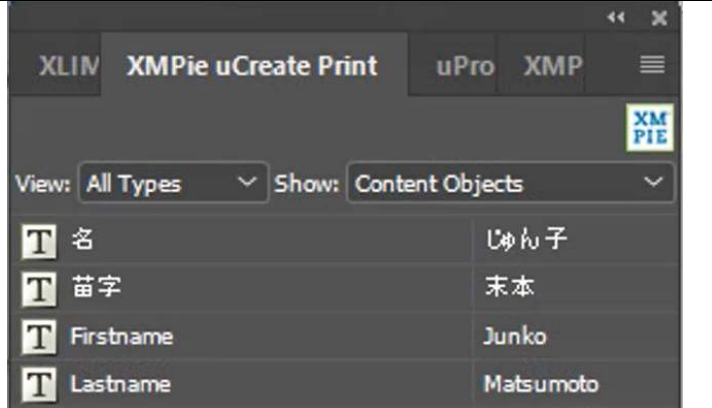 XLIM XMPie uCreate Print uPro XMP
XM
PIE
View: All Types Show: Content Objects
T 名 じゅん子
T 苗字 末本
T Firstname Junko
T Lastname Matsumoto